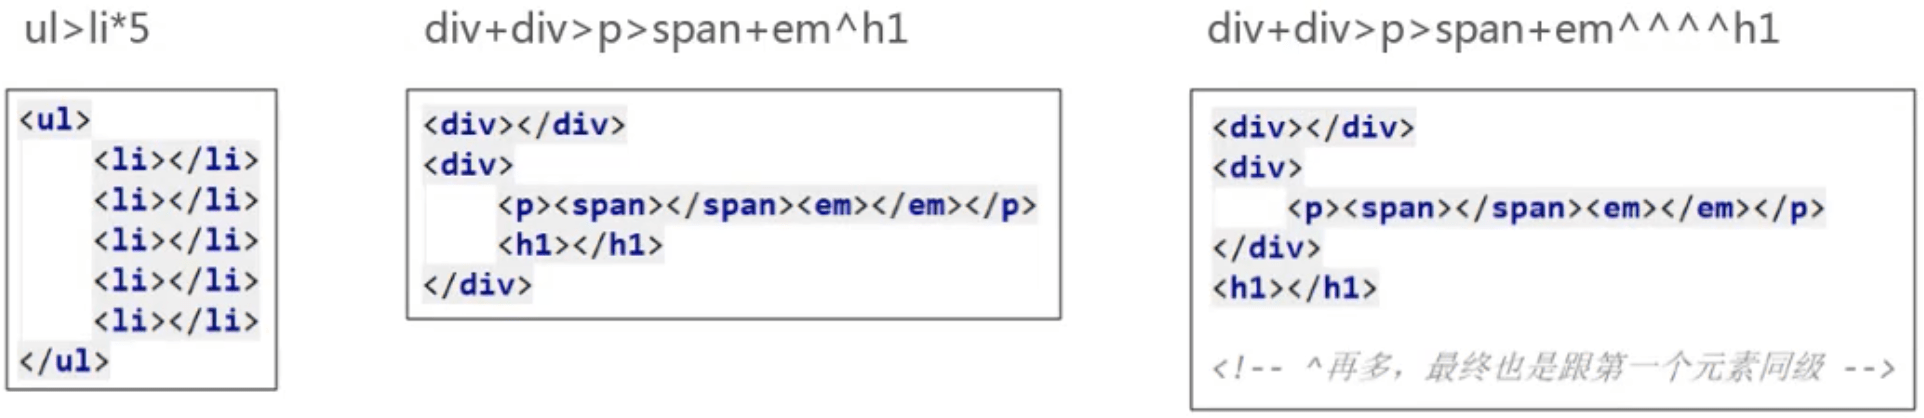 ul>li*5
<ul>
<li></li>
<li></li>
<li></li>
<li></li>
<li></li>
</ul>
div+div>p>span+em^h1
<div></div>
<div>
<p><span></span><em></em></p>
<h1></h1>
</div>
div+div>p>span+em^^^^h1
<div></div>
<div>
<p><span></span><em></em></p>
</div>
<h1></h1>
<!-- ^再多，最终也是跟第一个元素同级 -->